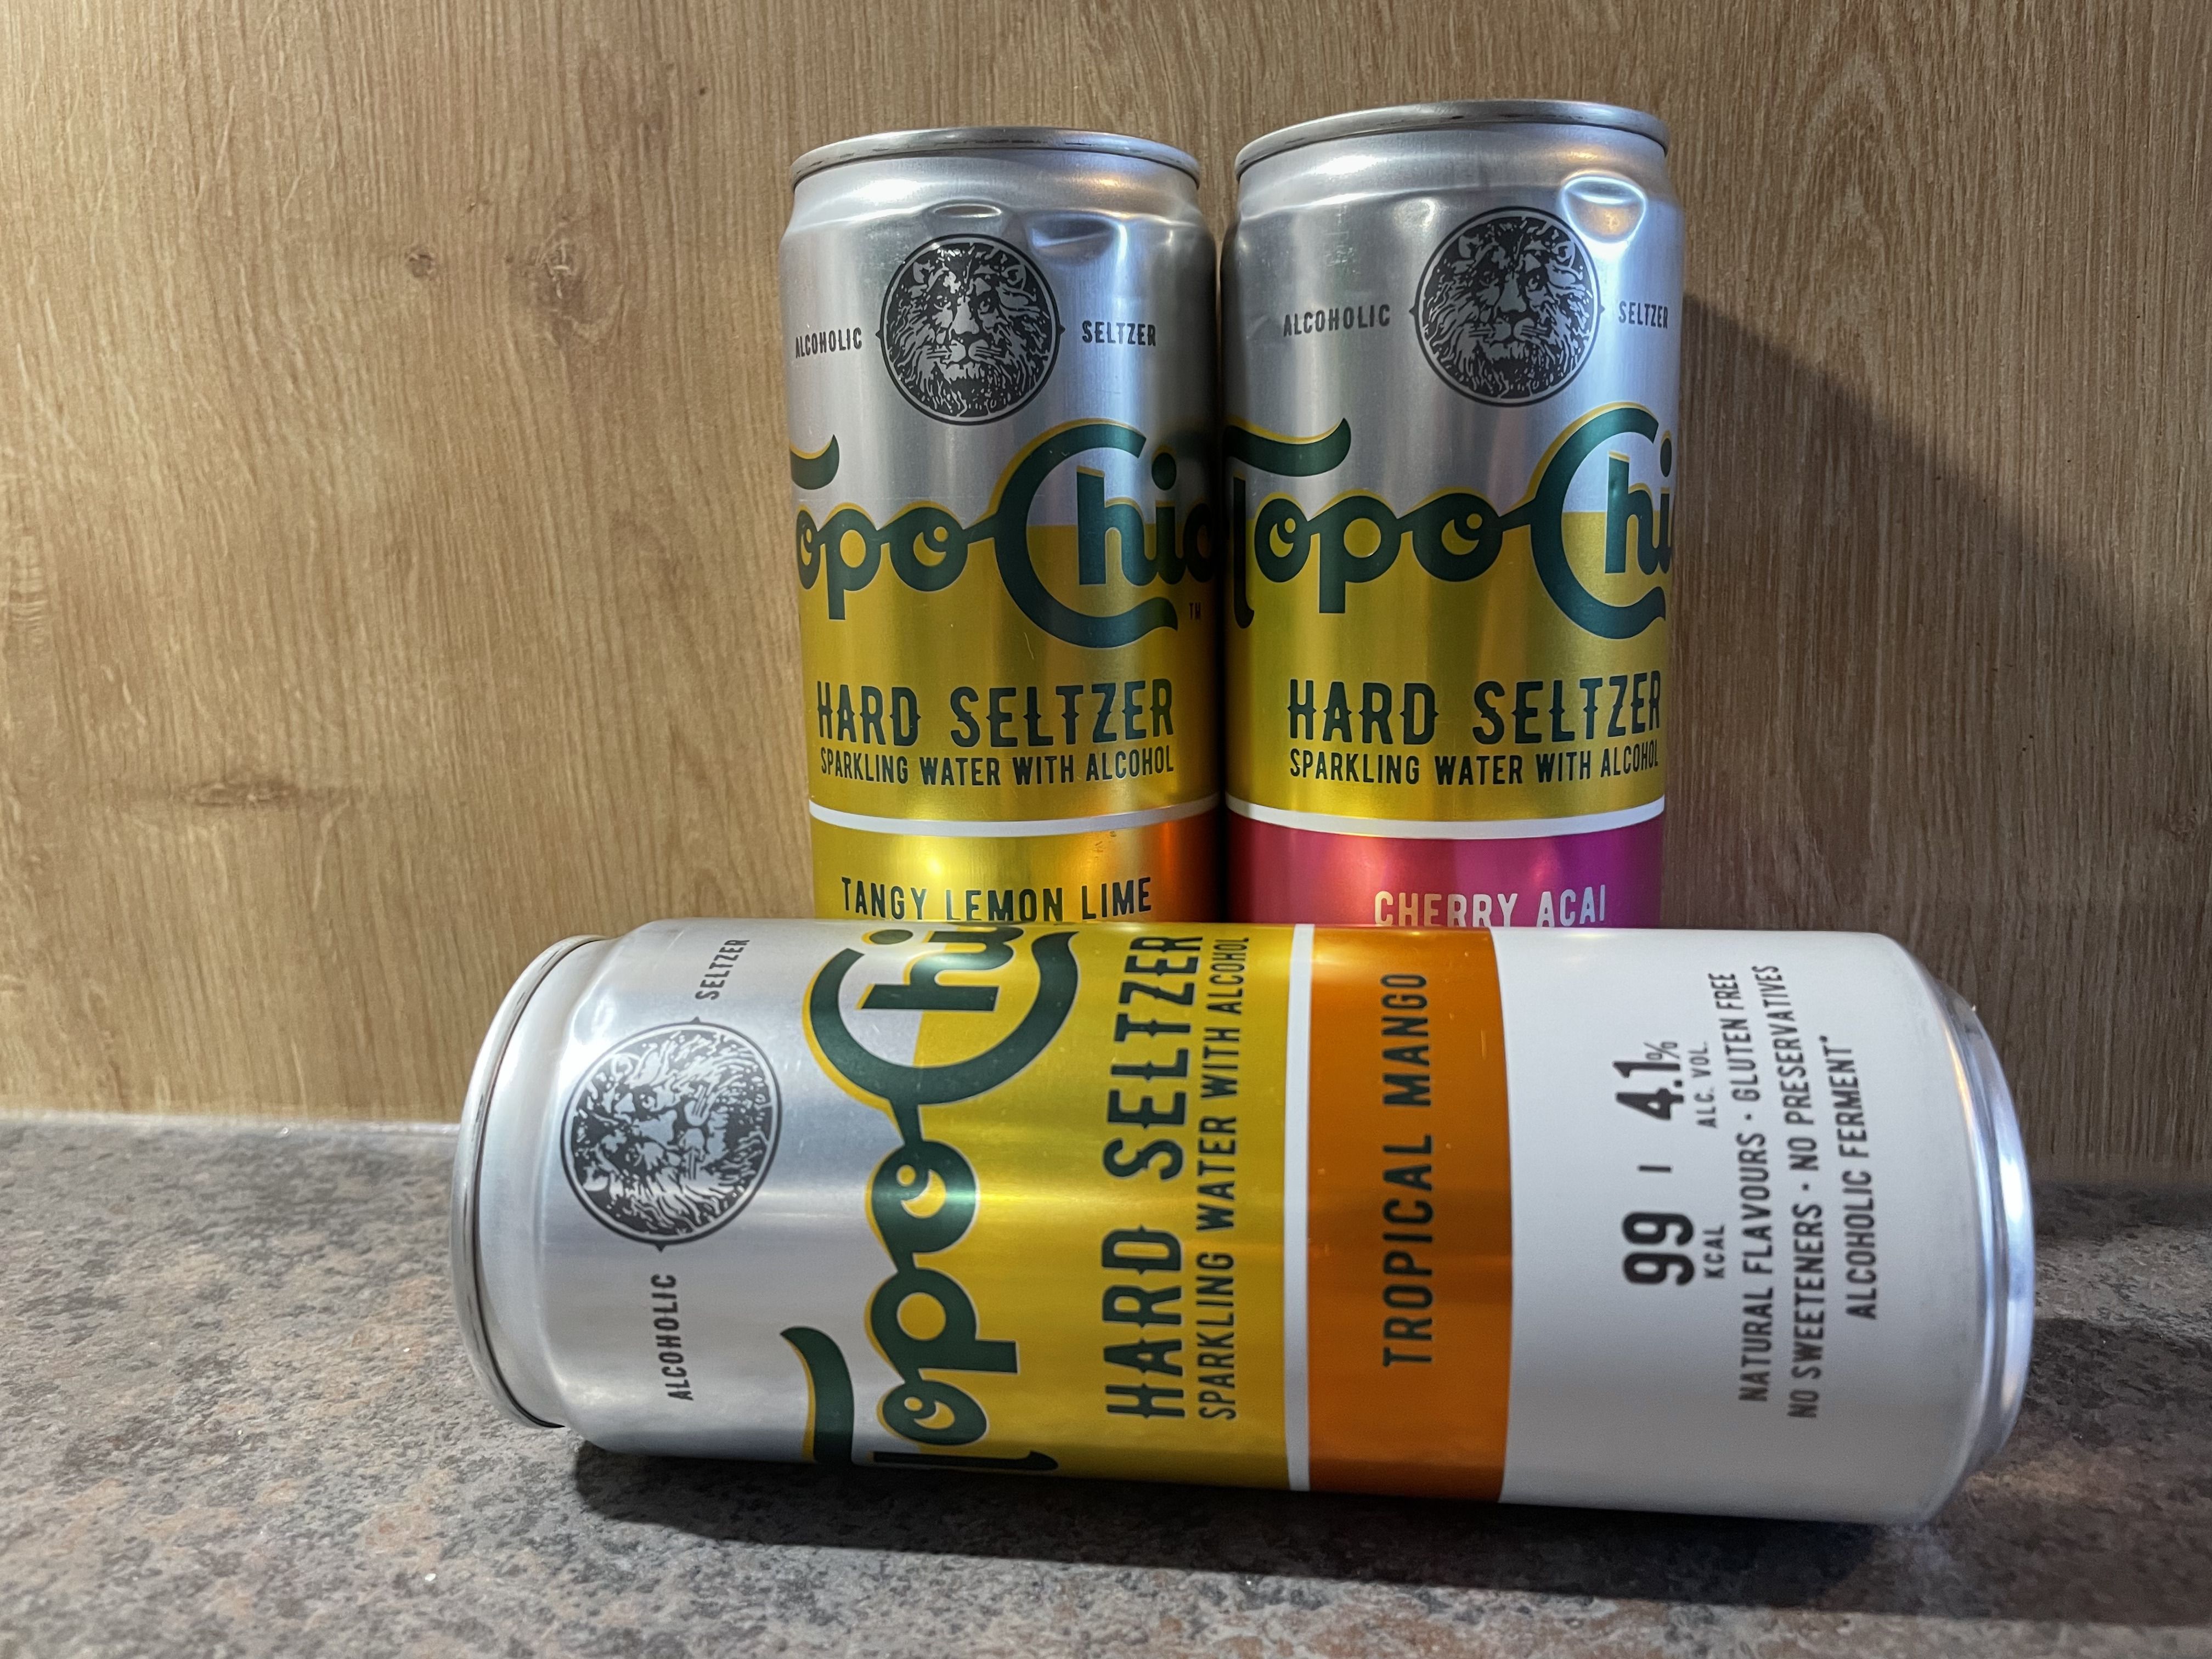 ALCOHOLIC SELTZER
Topo Chic
TM
HARD SELTZER
SPARKLING WATER WITH ALCOHOL
TANGY LEMON LIME
ALCOHOLIC SELTZER
Topo Chi
HARD SELTZER
SPARKLING WATER WITH ALCOHOL
CHERRY ACAI
ALCOHOLIC SELTZER
Topo Chi
HARD SELTZER
SPARKLING WATER WITH ALCOHOL
TROPICAL MANGO
99 | 4.1%
KCAL ALC. VOL.
NATURAL FLAVOURS • GLUTEN FREE
NO SWEETENERS • NO PRESERVATIVES
ALCOHOLIC FERMENT*